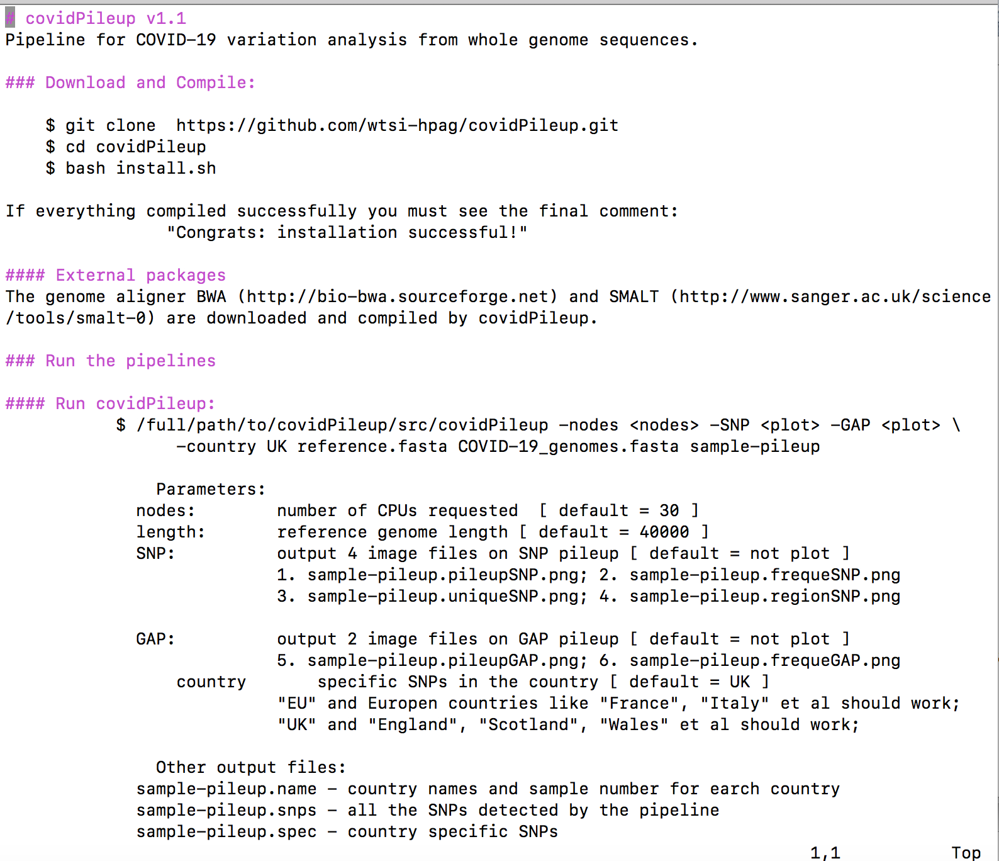 # covidPileup v1.1
Pipeline for COVID-19 variation analysis from whole genome sequences.
### Download and Compile:
$ git clone  https://github.com/wtsi-hpag/covidPileup.git
$ cd covidPileup
$ bash install.sh
If everything compiled successfully you must see the final comment:
"Congrats: installation successful!"
#### External packages
The genome aligner BWA (http://bio-bwa.sourceforge.net) and SMALT (http://www.sanger.ac.uk/science
/tools/smalt-0) are downloaded and compiled by covidPileup.
### Run the pipelines
#### Run covidPileup:
$ /full/path/to/covidPileup/src/covidPileup -nodes <nodes> -SNP <plot> -GAP <plot> \
-country UK reference.fasta COVID-19_genomes.fasta sample-pileup
Parameters:
nodes:          number of CPUs requested  [ default = 30 ]
length:         reference genome length [ default = 40000 ]
SNP:            output 4 image files on SNP pileup [ default = not plot ]
1. sample-pileup.pileupSNP.png; 2. sample-pileup.frequeSNP.png
3. sample-pileup.uniqueSNP.png; 4. sample-pileup.regionSNP.png
GAP:            output 2 image files on GAP pileup [ default = not plot ]
5. sample-pileup.pileupGAP.png; 6. sample-pileup.frequeGAP.png
country       specific SNPs in the country [ default = UK ]
"EU" and Europen countries like "France", "Italy" et al should work;
"UK" and "England", "Scotland", "Wales" et al should work;
Other output files:
sample-pileup.name - country names and sample number for earch country
sample-pileup.snps - all the SNPs detected by the pipeline
sample-pileup.spec - country specific SNPs
1,1           Top